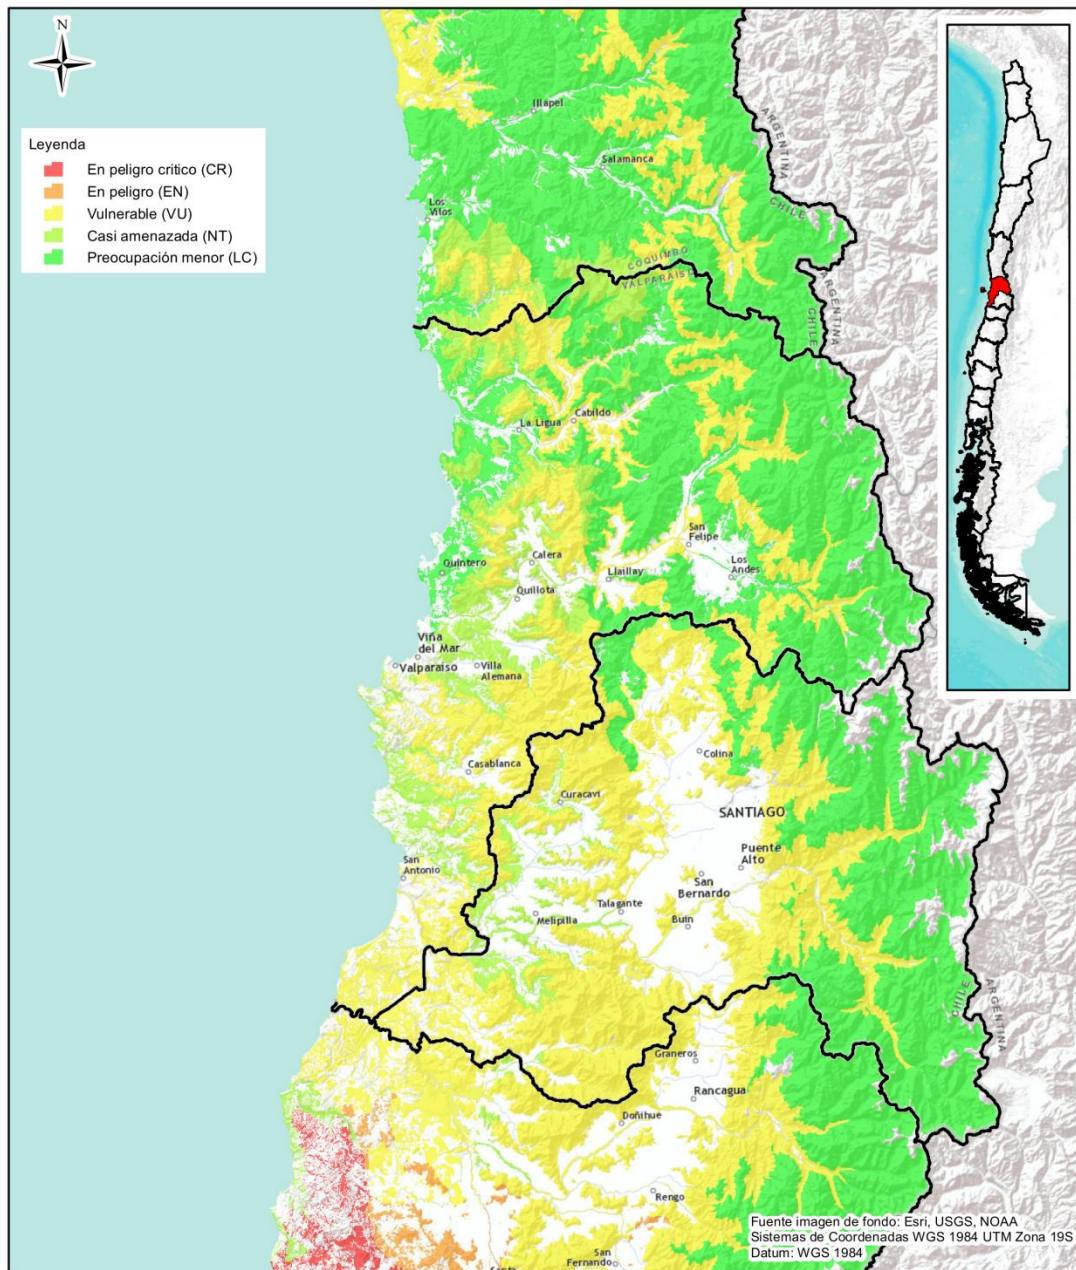 N
Leyenda
En peligro critico (CR)
En peligro (EN)
Vulnerable (VU)
Casi amenazada (NT)
Preocupación menor (LC)
Illapel
ARGENTINA
Salamanca
CHILE
Los
Vilos
COQUIMBO
VALPARAÍSO
ARGENTINA
CHILE
La Ligua
Cabildo
San
Felipe
Los
Andes
Calera
Llaillay
Quintero
Quillota
Viña
del Mar
Valparaíso
Villa
Alemana
Colina
Casablanca
Curacaví
SANTIAGO
Puente
Alto
San
Antonio
San
Bernardo
Talagante
Melipilla
Buin
CHILE
ARGENTINA
Graneros
Rancagua
Doñihue
Rengo
San
Fernando
Santa
Fuente imagen de fondo: Esri, USGS, NOAA
Sistemas de Coordenadas WGS 1984 UTM Zona 19S
Datum: WGS 1984